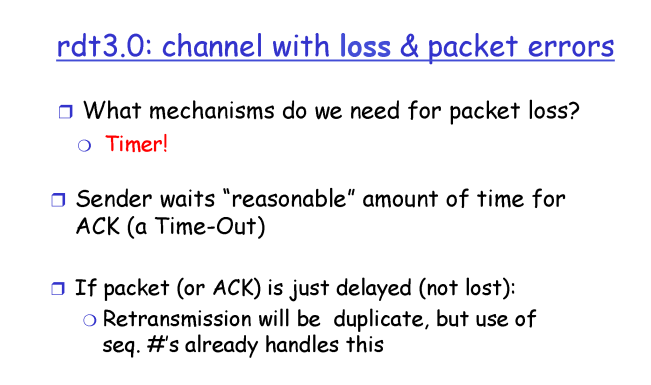 rdt3.0: channel with loss & packet errors
What mechanisms do we need for packet loss?
Timer!
Sender waits “reasonable” amount of time for
ACK (a Time-Out)
If packet (or ACK) is just delayed (not lost):
Retransmission will be duplicate, but use of
seq. #’s already handles this